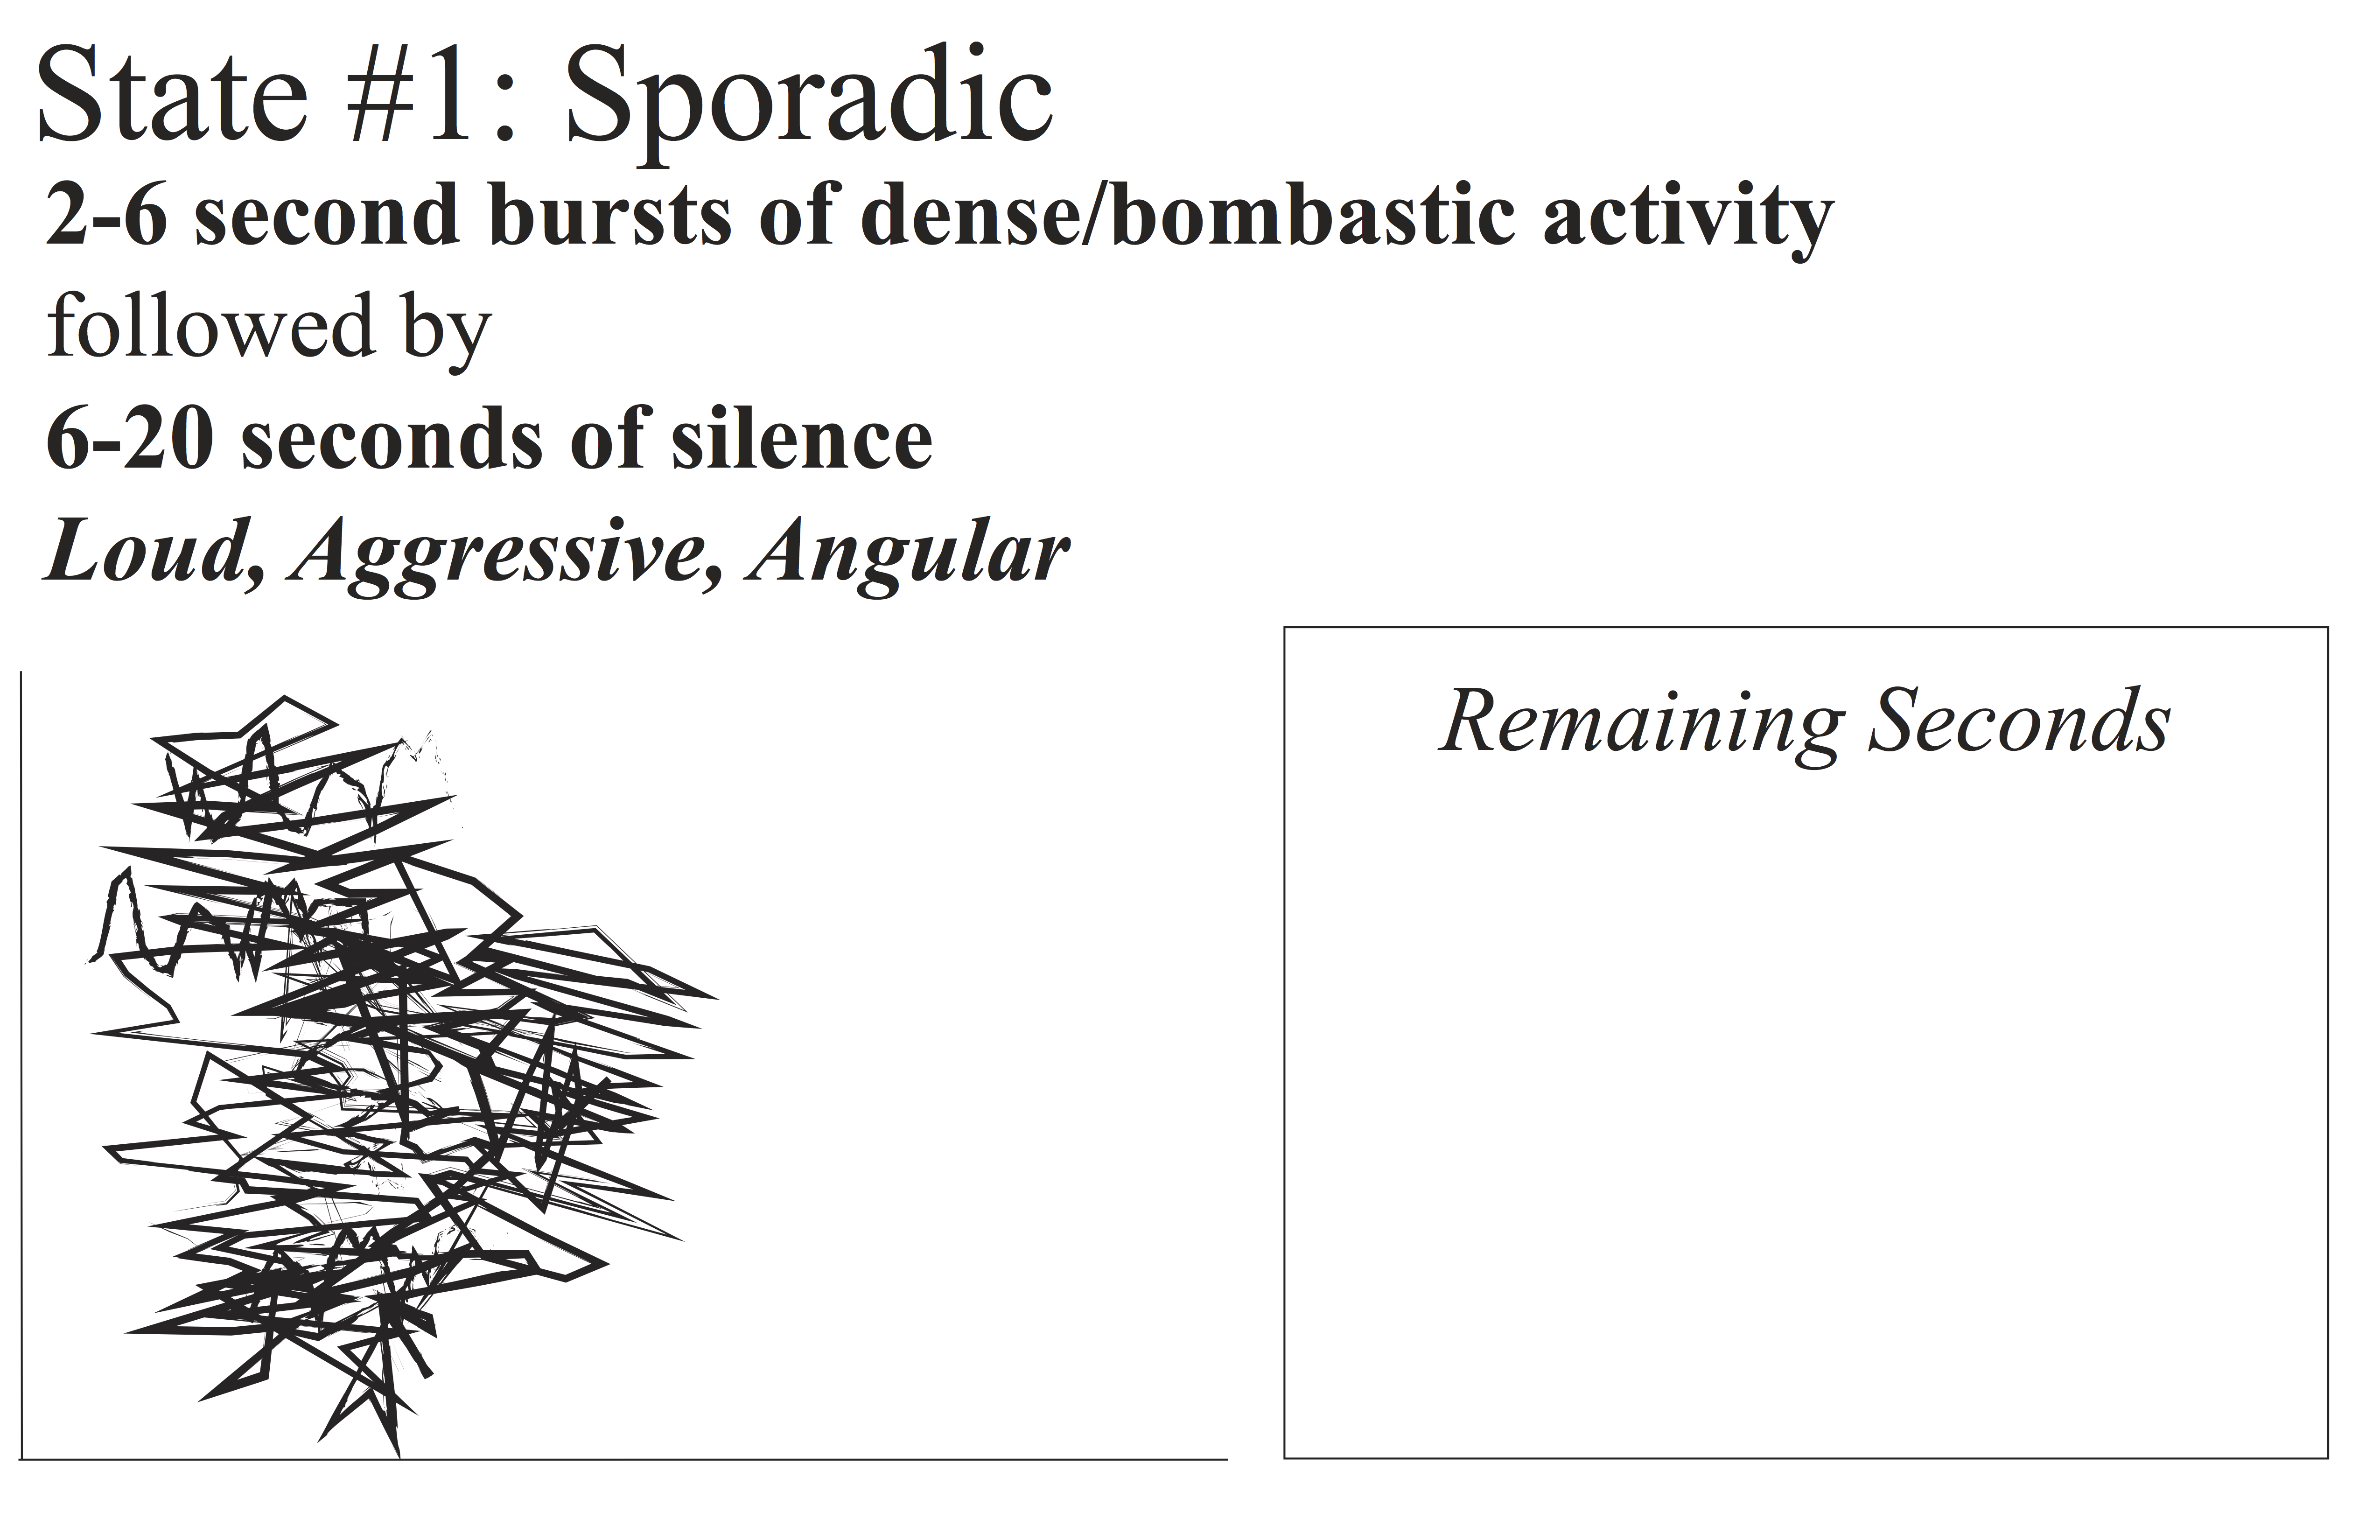 State #1: Sporadic
2-6 second bursts of dense/bombastic activity
followed by
6-20 seconds of silence
Loud, Aggressive, Angular
Remaining Seconds